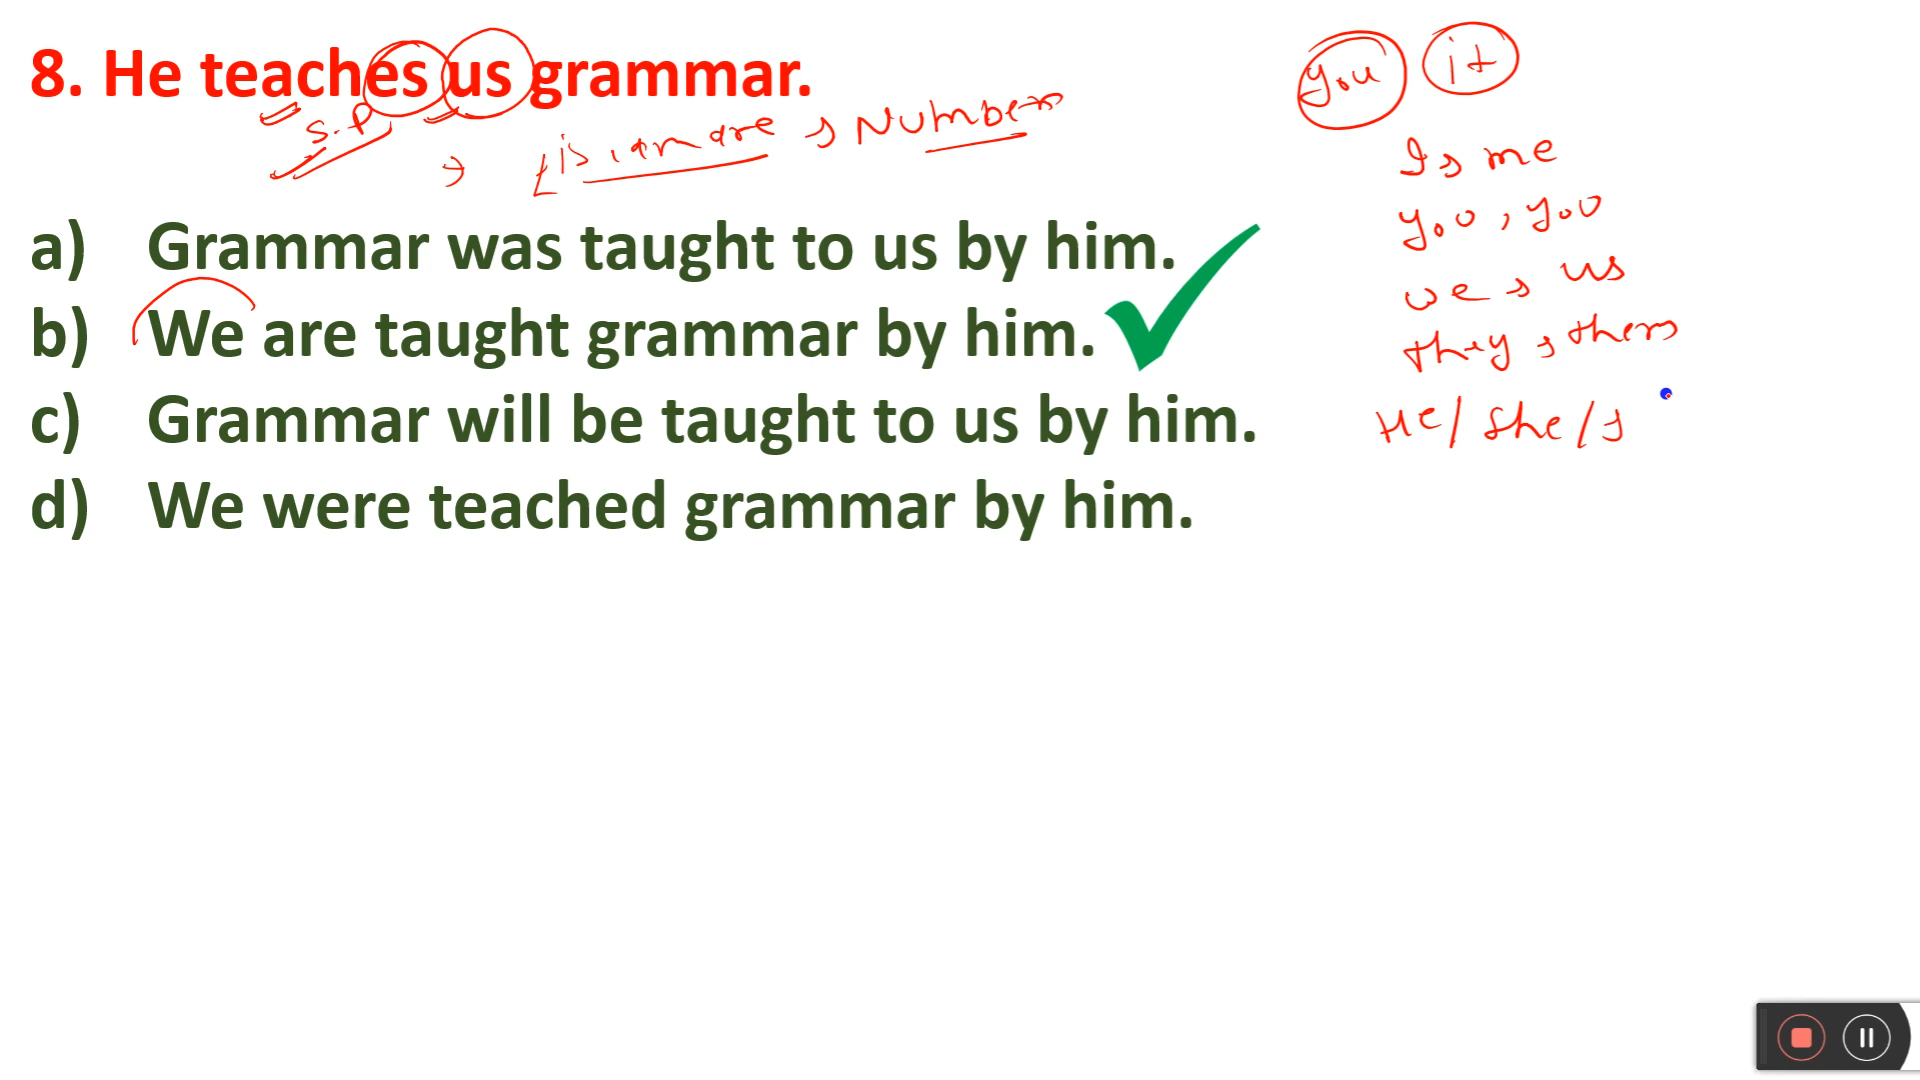 8. He teaches us grammar.
you it
S.P → is, am are → Number
I → me
you, you
we → us
they → them
He/ She/
a) Grammar was taught to us by him.
b) We are taught grammar by him.
c) Grammar will be taught to us by him.
d) We were teached grammar by him.